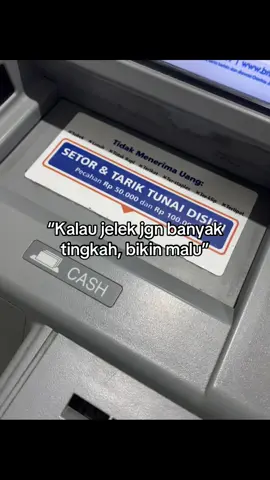 Tidak Menerima Uang:
SETOR & TARIK TUNAI DISINI
Pecahan Rp 50.000 dan Rp 100.000
“Kalau jelek jgn banyak
tingkah, bikin malu”
CASH